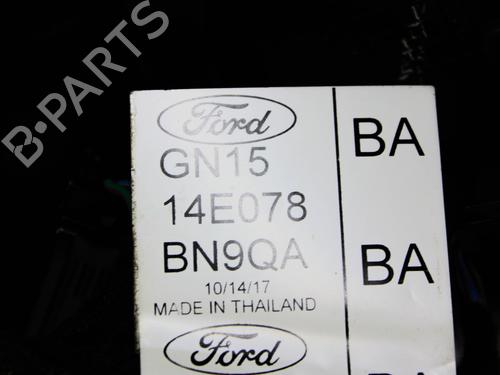 B-PARTS
Ford
GN15
BA
14E078
BN9QA
BA
10/14/17
MADE IN THAILAND
Ford